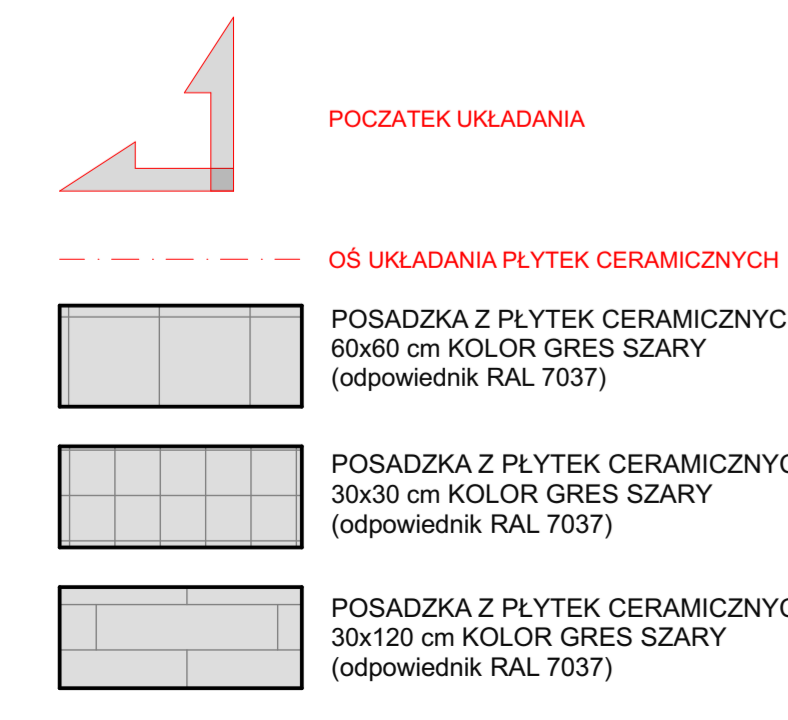 POCZATEK UKŁADANIA
OŚ UKŁADANIA PŁYTEK CERAMICZNYCH
POSADZKA Z PŁYTEK CERAMICZNYC
60x60 cm KOLOR GRES SZARY
(odpowiednik RAL 7037)
POSADZKA Z PŁYTEK CERAMICZNYC
30x30 cm KOLOR GRES SZARY
(odpowiednik RAL 7037)
POSADZKA Z PŁYTEK CERAMICZNYC
30x120 cm KOLOR GRES SZARY
(odpowiednik RAL 7037)